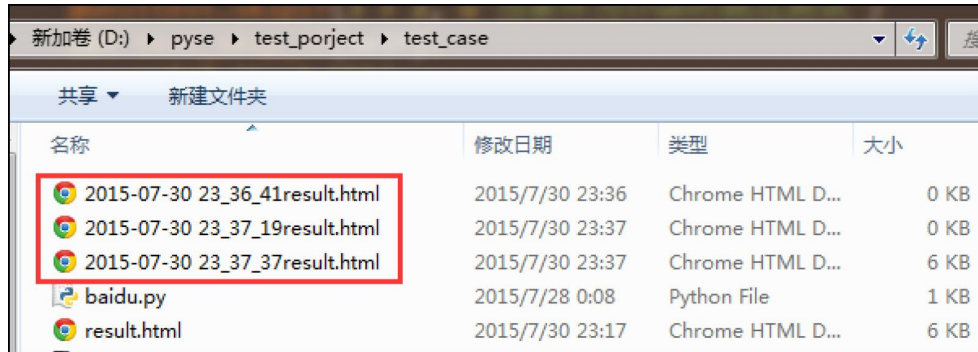 新加卷 (D:) ▸ pyse ▸ test_porject ▸ test_case
共享 新建文件夹
名称 修改日期 类型 大小
2015-07-30 23_36_41result.html 2015/7/30 23:36 Chrome HTML D... 0 KB
2015-07-30 23_37_19result.html 2015/7/30 23:37 Chrome HTML D... 0 KB
2015-07-30 23_37_37result.html 2015/7/30 23:37 Chrome HTML D... 6 KB
baidu.py 2015/7/28 0:08 Python File 1 KB
result.html 2015/7/30 23:17 Chrome HTML D... 6 KB